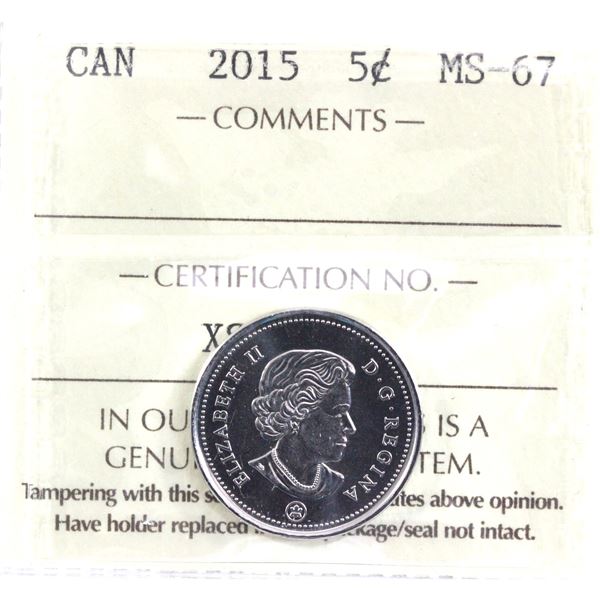 CAN 2015 5¢ MS-67
— COMMENTS —
— CERTIFICATION NO. —
XS
ELIZABETH II D·G·REGINA
IN OU S IS A
GENU TEM.
Tampering with this s ates above opinion.
Have holder replaced kage/seal not intact.